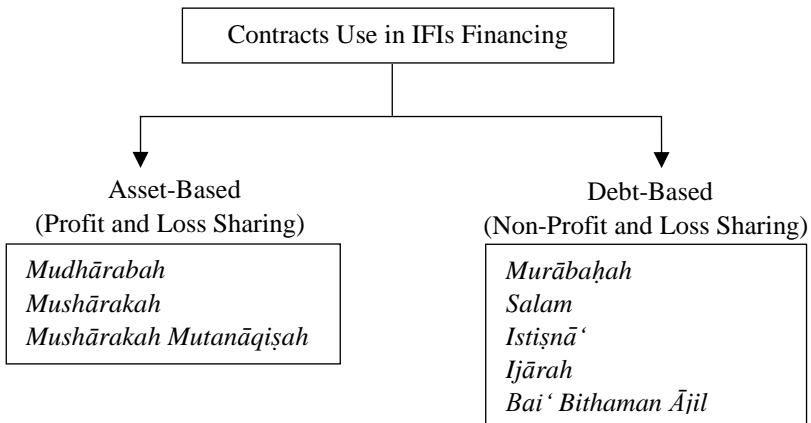 Contracts Use in IFIs Financing
Asset-Based
(Profit and Loss Sharing)
Mudhārabah
Mushārakah
Mushārakah Mutanāqiṣah
Debt-Based
(Non-Profit and Loss Sharing)
Murābaḥah
Salam
Istiṣnā‘
Ijārah
Bai‘ Bithaman Ājil